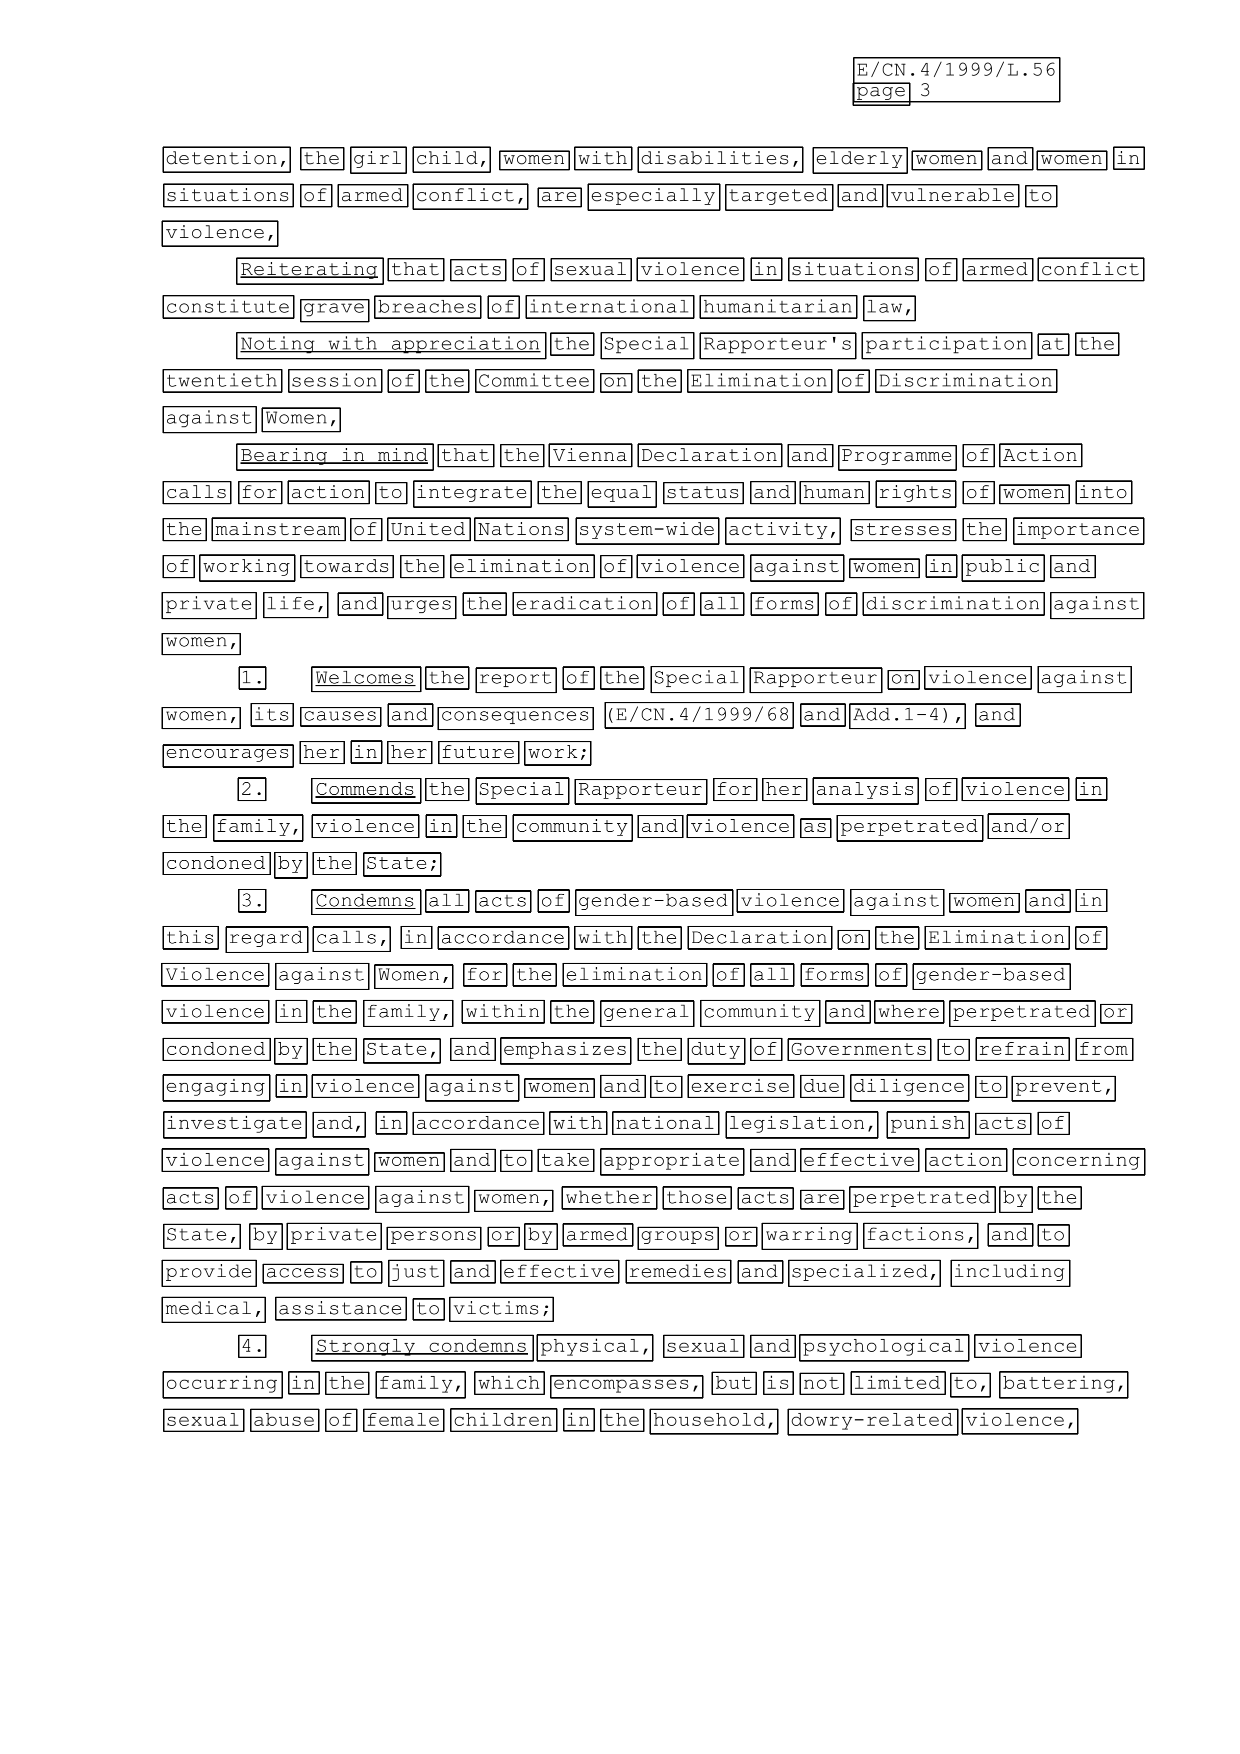 E/CN.4/1999/L.56
page 3
detention, the girl child, women with disabilities, elderly women and women in
situations of armed conflict, are especially targeted and vulnerable to
violence,
Reiterating that acts of sexual violence in situations of armed conflict
constitute grave breaches of international humanitarian law,
Noting with appreciation the Special Rapporteur's participation at the
twentieth session of the Committee on the Elimination of Discrimination
against Women,
Bearing in mind that the Vienna Declaration and Programme of Action
calls for action to integrate the equal status and human rights of women into
the mainstream of United Nations system-wide activity, stresses the importance
of working towards the elimination of violence against women in public and
private life, and urges the eradication of all forms of discrimination against
women,
1. Welcomes the report of the Special Rapporteur on violence against
women, its causes and consequences (E/CN.4/1999/68 and Add.1-4), and
encourages her in her future work;
2. Commends the Special Rapporteur for her analysis of violence in
the family, violence in the community and violence as perpetrated and/or
condoned by the State;
3. Condemns all acts of gender-based violence against women and in
this regard calls, in accordance with the Declaration on the Elimination of
Violence against Women, for the elimination of all forms of gender-based
violence in the family, within the general community and where perpetrated or
condoned by the State, and emphasizes the duty of Governments to refrain from
engaging in violence against women and to exercise due diligence to prevent,
investigate and, in accordance with national legislation, punish acts of
violence against women and to take appropriate and effective action concerning
acts of violence against women, whether those acts are perpetrated by the
State, by private persons or by armed groups or warring factions, and to
provide access to just and effective remedies and specialized, including
medical, assistance to victims;
4. Strongly condemns physical, sexual and psychological violence
occurring in the family, which encompasses, but is not limited to, battering,
sexual abuse of female children in the household, dowry-related violence,